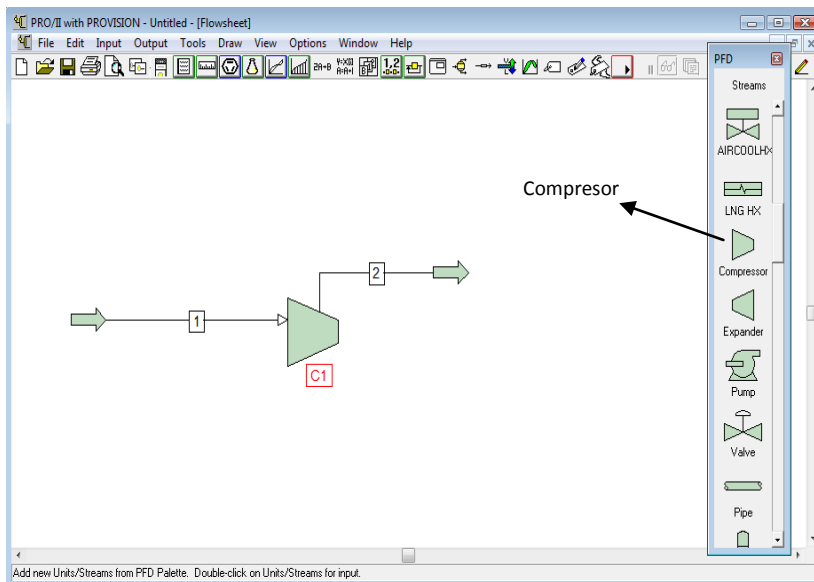 PRO/II with PROVISION - Untitled - [Flowsheet]
File Edit Input Output Tools Draw View Options Window Help
PFD
Streams
AIRCOOLHX
LNG HX
Compresor
Compressor
Expander
Pump
Valve
Pipe
1
2
C1
Add new Units/Streams from PFD Palette. Double-click on Units/Streams for input.